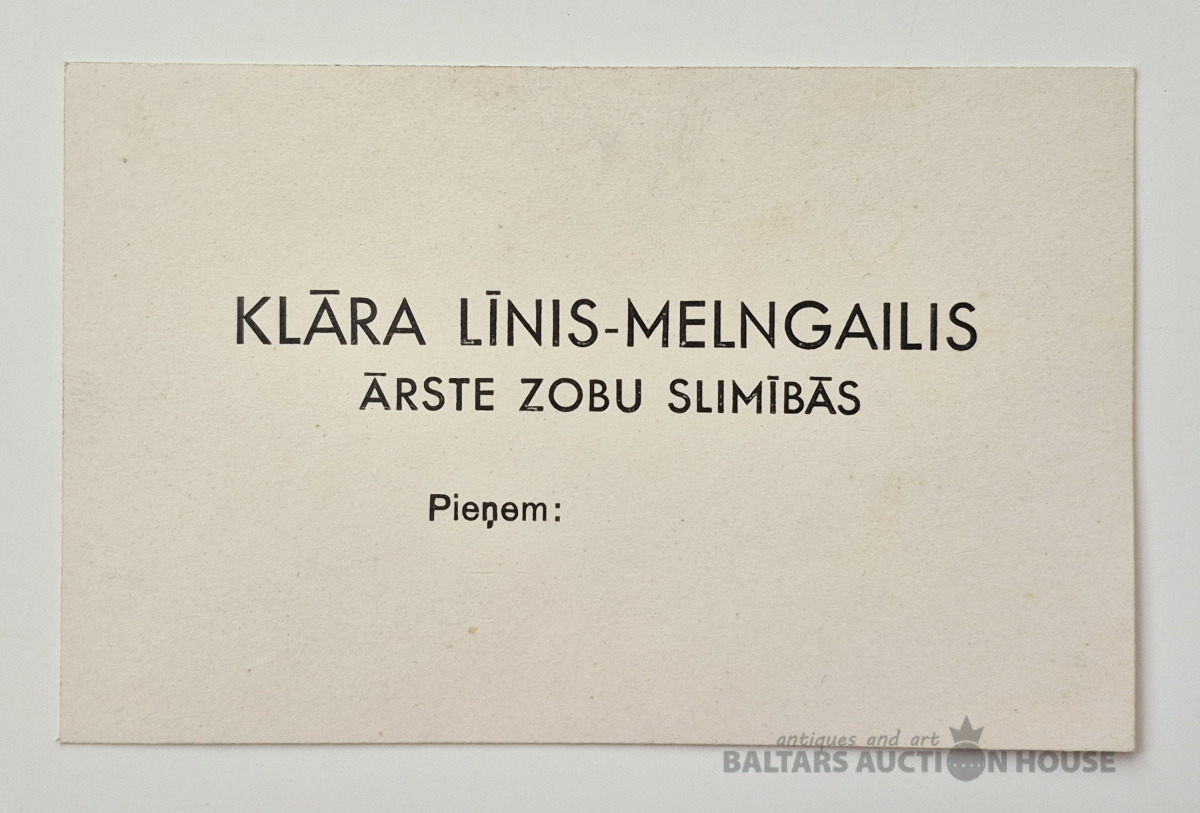 KLĀRA LĪNIS-MELNGAILIS
ĀRSTE ZOBU SLIMĪBĀS
Pieņem:
antiques and art
BALTARS AUCTION HOUSE